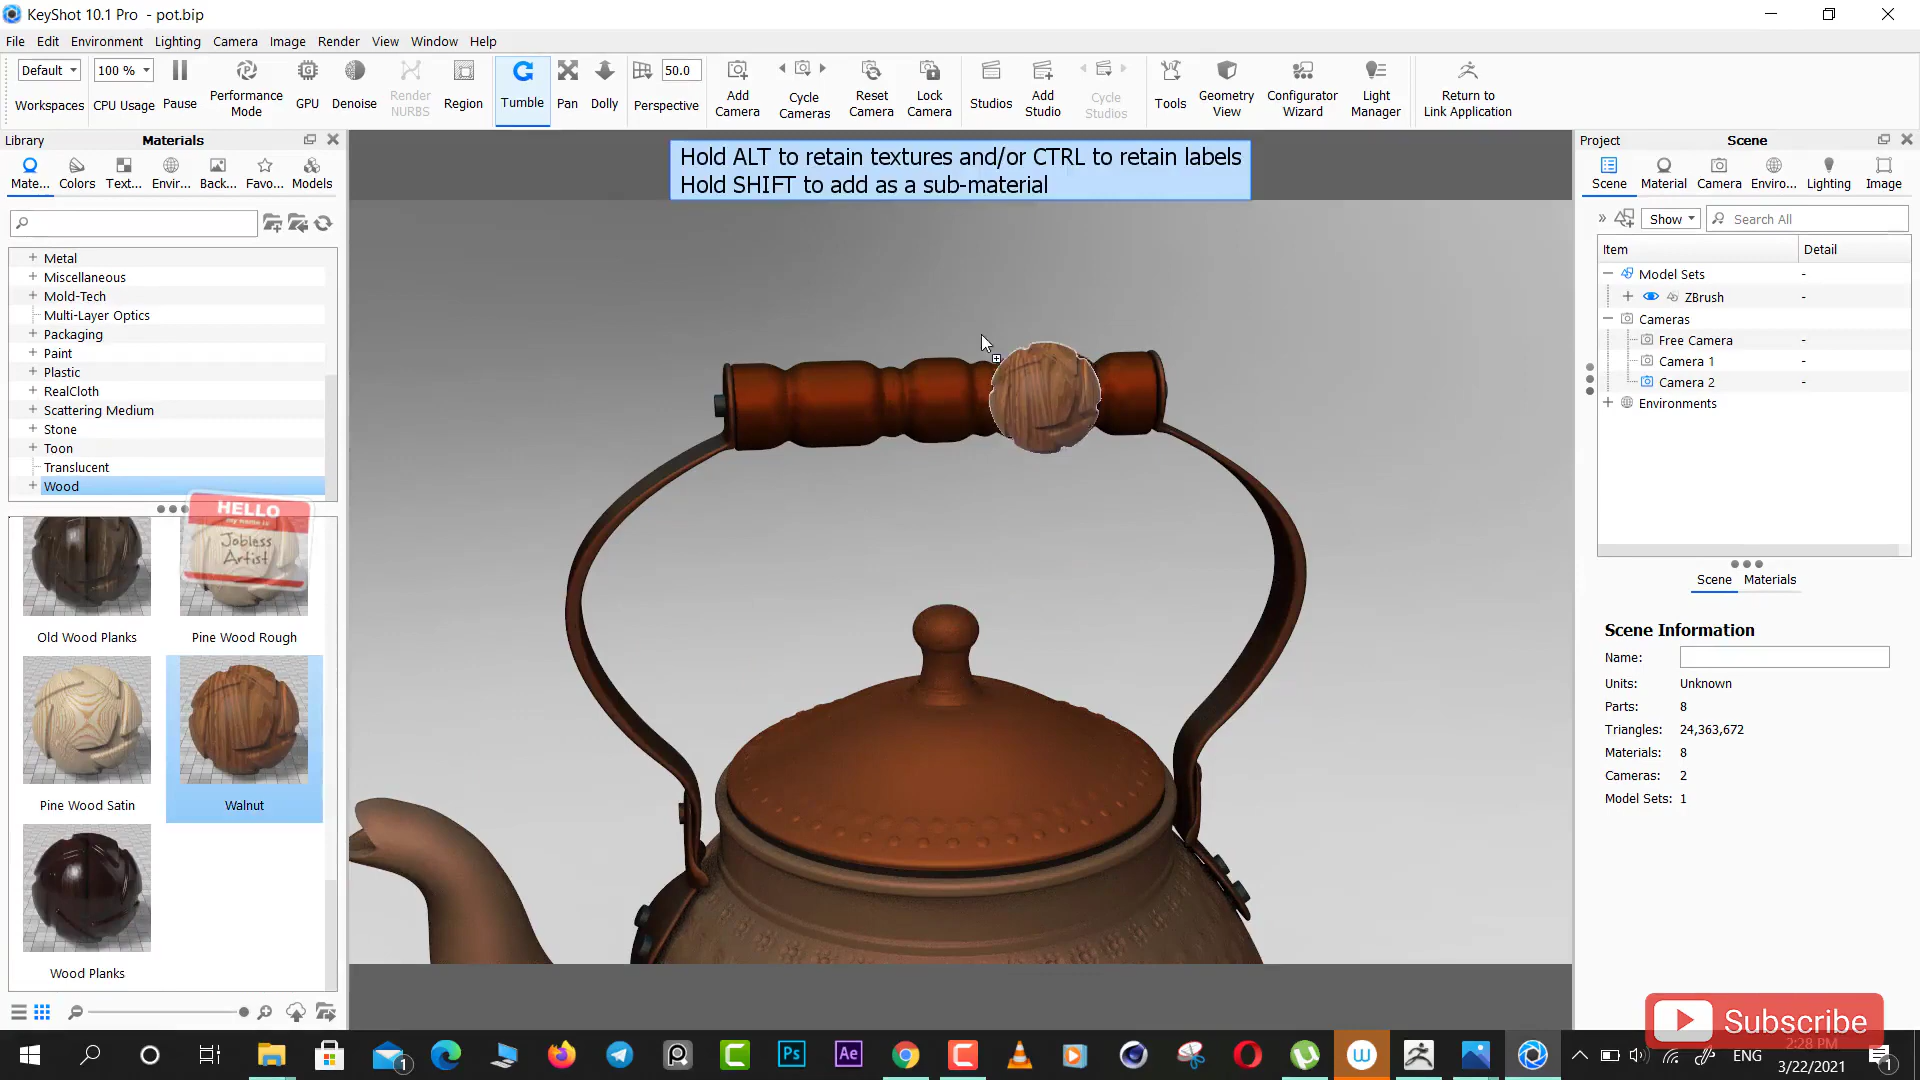 KeyShot 10.1 Pro - pot.bip
File Edit Environment Lighting Camera Image Render View Window Help
Default 100 % 50.0
Workspaces CPU Usage Pause Performance Mode GPU Denoise Render NURBS Region Tumble Pan Dolly Perspective Add Camera Cycle Cameras Reset Camera Lock Camera Studios Add Studio Cycle Studios Tools Geometry View Configurator Wizard Light Manager Return to Link Application
Library Materials
Mate... Colors Text... Envir... Back... Favo... Models
Metal
Miscellaneous
Mold-Tech
Multi-Layer Optics
Packaging
Paint
Plastic
RealCloth
Scattering Medium
Stone
Toon
Translucent
Wood
HELLO
my name is
Jobless
Artist
Old Wood Planks Pine Wood Rough
Pine Wood Satin Walnut
Wood Planks
Hold ALT to retain textures and/or CTRL to retain labels
Hold SHIFT to add as a sub-material
Project Scene
Scene Material Camera Enviro... Lighting Image
Show Search All
Item Detail
Model Sets -
ZBrush -
Cameras
Free Camera -
Camera 1 -
Camera 2 -
Environments
Scene Materials
Scene Information
Name:
Units: Unknown
Parts: 8
Triangles: 24,363,672
Materials: 8
Cameras: 2
Model Sets: 1
Subscribe
ENG
2:28 PM
3/22/2021